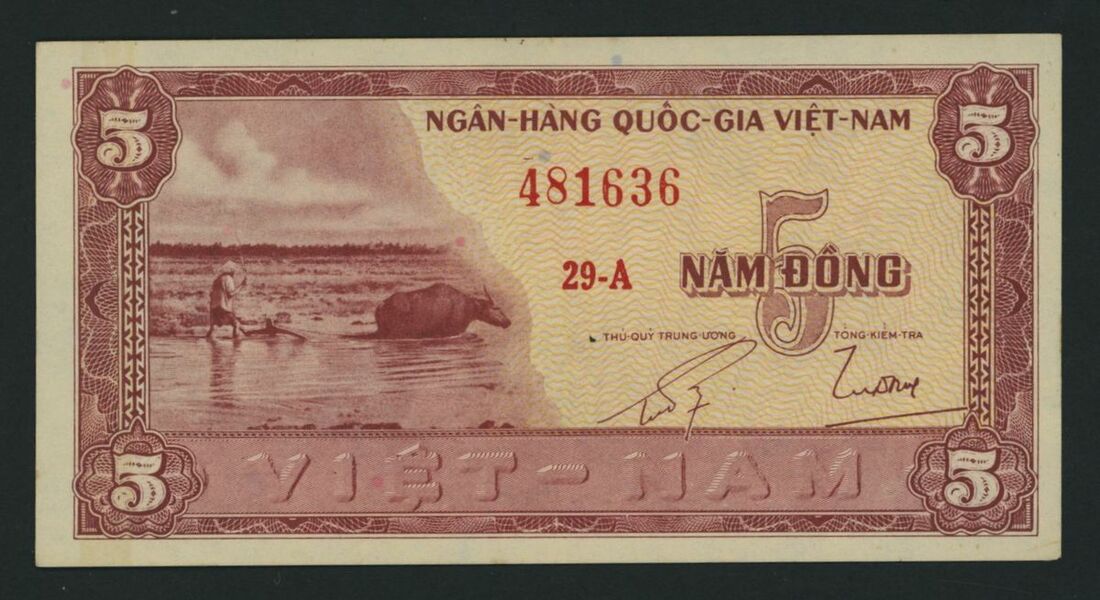 5 5
NGÂN-HÀNG QUỐC-GIA VIỆT-NAM
481636
29-A
5
NĂM ĐỒNG
THỦ-QUỸ TRUNG-ƯƠNG TỔNG-KIỂM-TRA
VIỆT-NAM
5 5